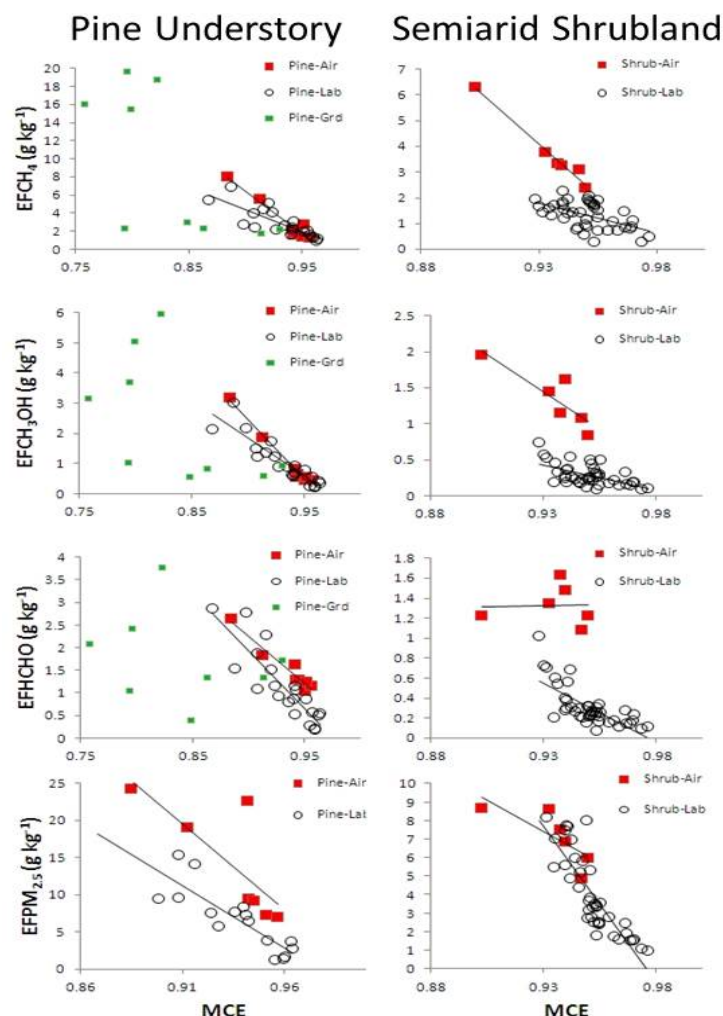 Pine Understory Semiarid Shrubland
EFCH4 (g kg-1)
20
18
16
14
12
10
8
6
4
2
0
0.75 0.85 0.95
Pine-Air
Pine-Lab
Pine-Grd
7
6
5
4
3
2
1
0
0.88 0.93 0.98
Shrub-Air
Shrub-Lab
EFCH3OH (g kg-1)
6
5
4
3
2
1
0
0.75 0.85 0.95
Pine-Air
Pine-Lab
Pine-Grd
2.5
2
1.5
1
0.5
0
0.88 0.93 0.98
Shrub-Air
Shrub-Lab
EFHCHO (g kg-1)
4
3.5
3
2.5
2
1.5
1
0.5
0
0.75 0.85 0.95
Pine-Air
Pine-Lab
Pine-Grd
1.8
1.6
1.4
1.2
1
0.8
0.6
0.4
0.2
0
0.88 0.93 0.98
Shrub-Air
Shrub-Lab
EFPM2.5 (g kg-1)
25
20
15
10
5
0
0.86 0.91 0.96
MCE
Pine-Air
Pine-Lab
10
9
8
7
6
5
4
3
2
1
0
0.88 0.93 0.98
MCE
Shrub-Air
Shrub-Lab